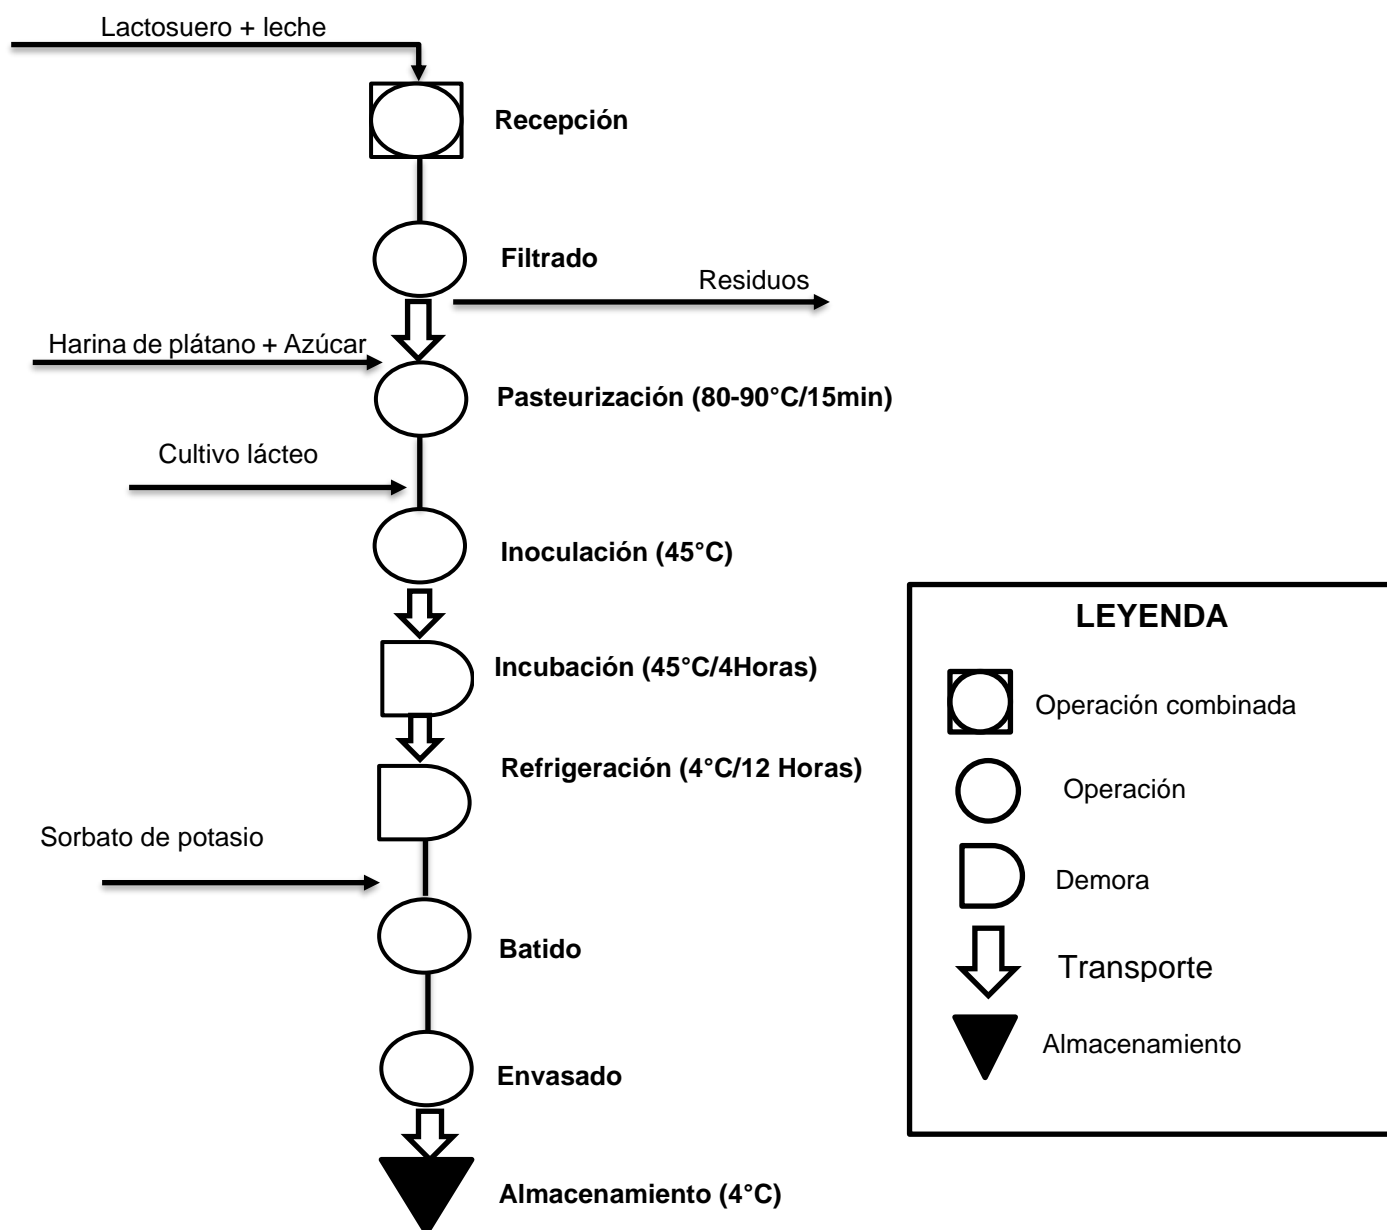 Lactosuero + leche
Recepción
Filtrado
Residuos
Harina de plátano + Azúcar
Pasteurización (80-90°C/15min)
Cultivo lácteo
Inoculación (45°C)
Incubación (45°C/4Horas)
Refrigeración (4°C/12 Horas)
Sorbato de potasio
Batido
Envasado
Almacenamiento (4°C)
LEYENDA
Operación combinada
Operación
Demora
Transporte
Almacenamiento